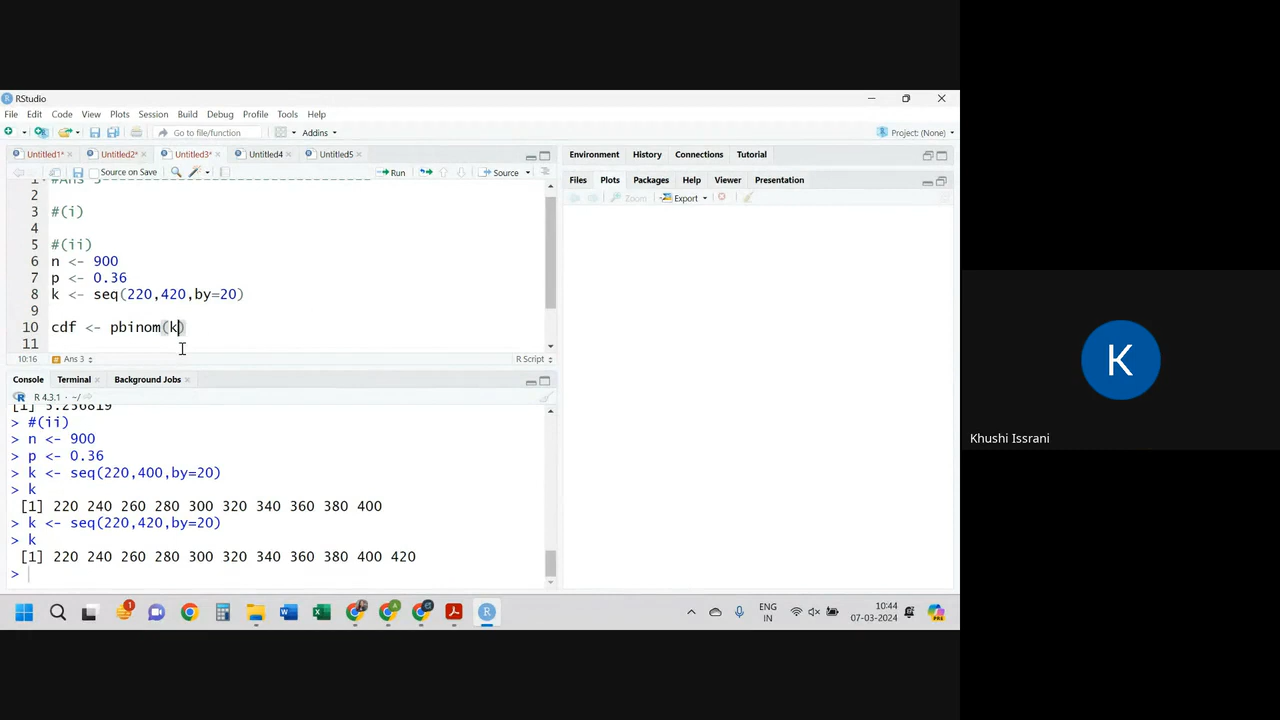 RStudio
File Edit Code View Plots Session Build Debug Profile Tools Help
Go to file/function Addins Project: (None)
Untitled1* Untitled2* Untitled3* Untitled4 Untitled5
Source on Save Run Source
1
2
3 #(i)
4
5 #(ii)
6 n <- 900
7 p <- 0.36
8 k <- seq(220,420,by=20)
9
10 cdf <- pbinom(k)
11
10:16 Ans 3 R Script
Console Terminal Background Jobs
R 4.3.1 · ~/
[1] 5.256819
> #(ii)
> n <- 900
> p <- 0.36
> k <- seq(220,400,by=20)
> k
[1] 220 240 260 280 300 320 340 360 380 400
> k <- seq(220,420,by=20)
> k
[1] 220 240 260 280 300 320 340 360 380 400 420
>
Environment History Connections Tutorial
Files Plots Packages Help Viewer Presentation
Zoom Export
K
Khushi Issrani
1
ENG
IN
10:44
07-03-2024
PRE